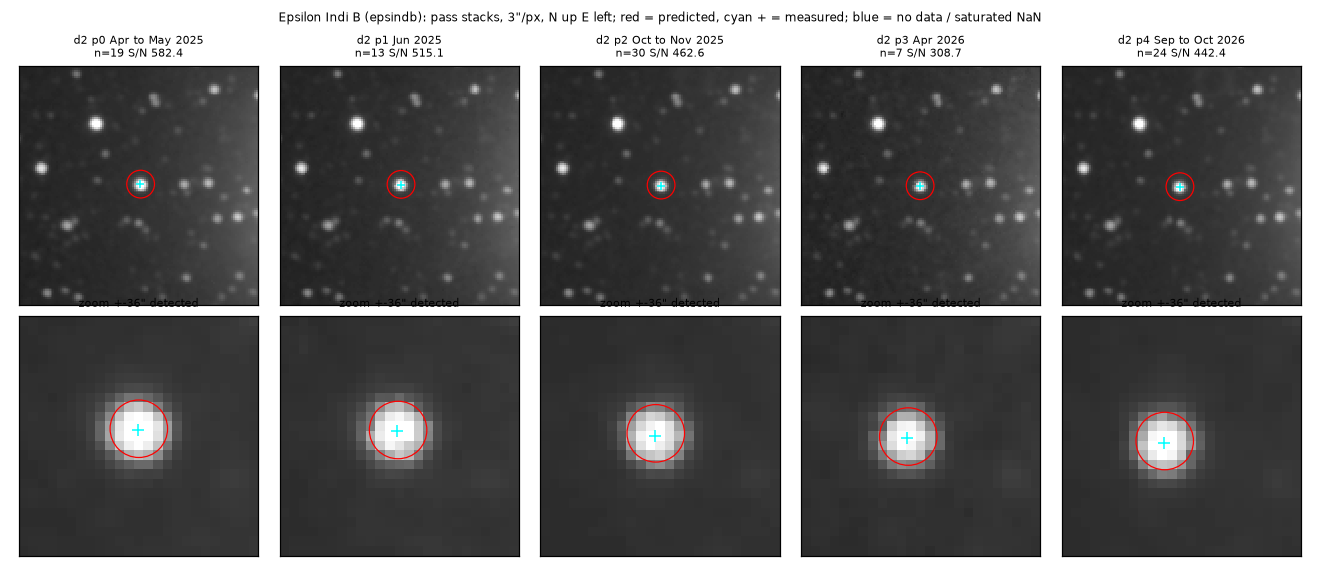 Epsilon Indi B (epsindb): pass stacks, 3"/px, N up E left; red = predicted, cyan + = measured; blue = no data / saturated NaN
d2 p0 Apr to May 2025
n=19 S/N 582.4
d2 p1 Jun 2025
n=13 S/N 515.1
d2 p2 Oct to Nov 2025
n=30 S/N 462.6
d2 p3 Apr 2026
n=7 S/N 308.7
d2 p4 Sep to Oct 2026
n=24 S/N 442.4
zoom +-36" detected
zoom +-36" detected
zoom +-36" detected
zoom +-36" detected
zoom +-36" detected